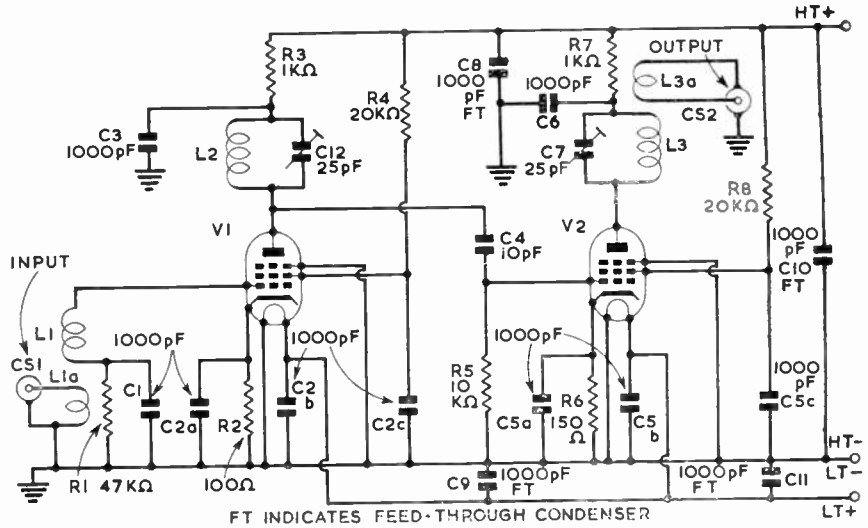 HT+
R3
1KΩ
R4
20KΩ
C8
1000
pF
FT
R7
1KΩ
1000pF
C6
OUTPUT
L3a
CS2
C3
1000pF
L2
C12
25pF
C7
25pF
L3
R8
20KΩ
V1
C4
10pF
V2
1000
pF
C10
FT
INPUT
L1
CS1
L1a
1000pF
C1
C2a
R2
1000pF
C2
b
C2c
R5
10
KΩ
1000pF
C5a
R6
150
Ω
C5
b
1000
pF
C5c
R1 47KΩ
100Ω
C9
1000pF
FT
1000pF
FT
C11
HT-
LT-
LT+
FT INDICATES FEED-THROUGH CONDENSER